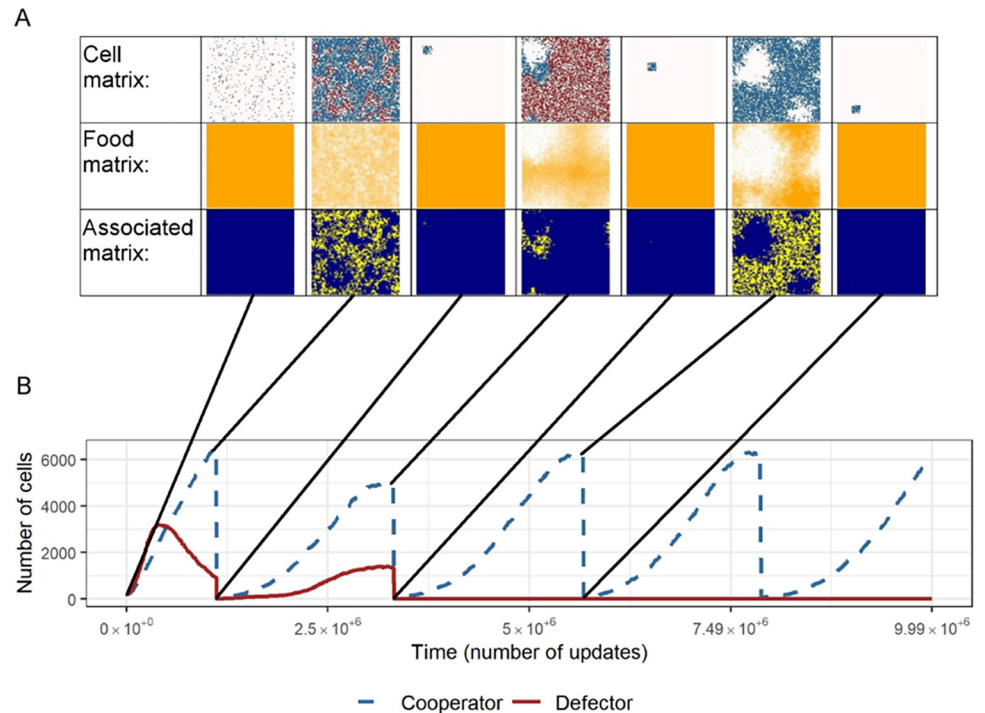 A
Cell
matrix:
Food
matrix:
Associated
matrix:
B
Number of cells
6000
4000
2000
0
0 × 10⁺⁰
2.5 × 10⁺⁶
5 × 10⁺⁶
7.49 × 10⁺⁶
9.99 × 10⁺⁶
Time (number of updates)
Cooperator
Defector